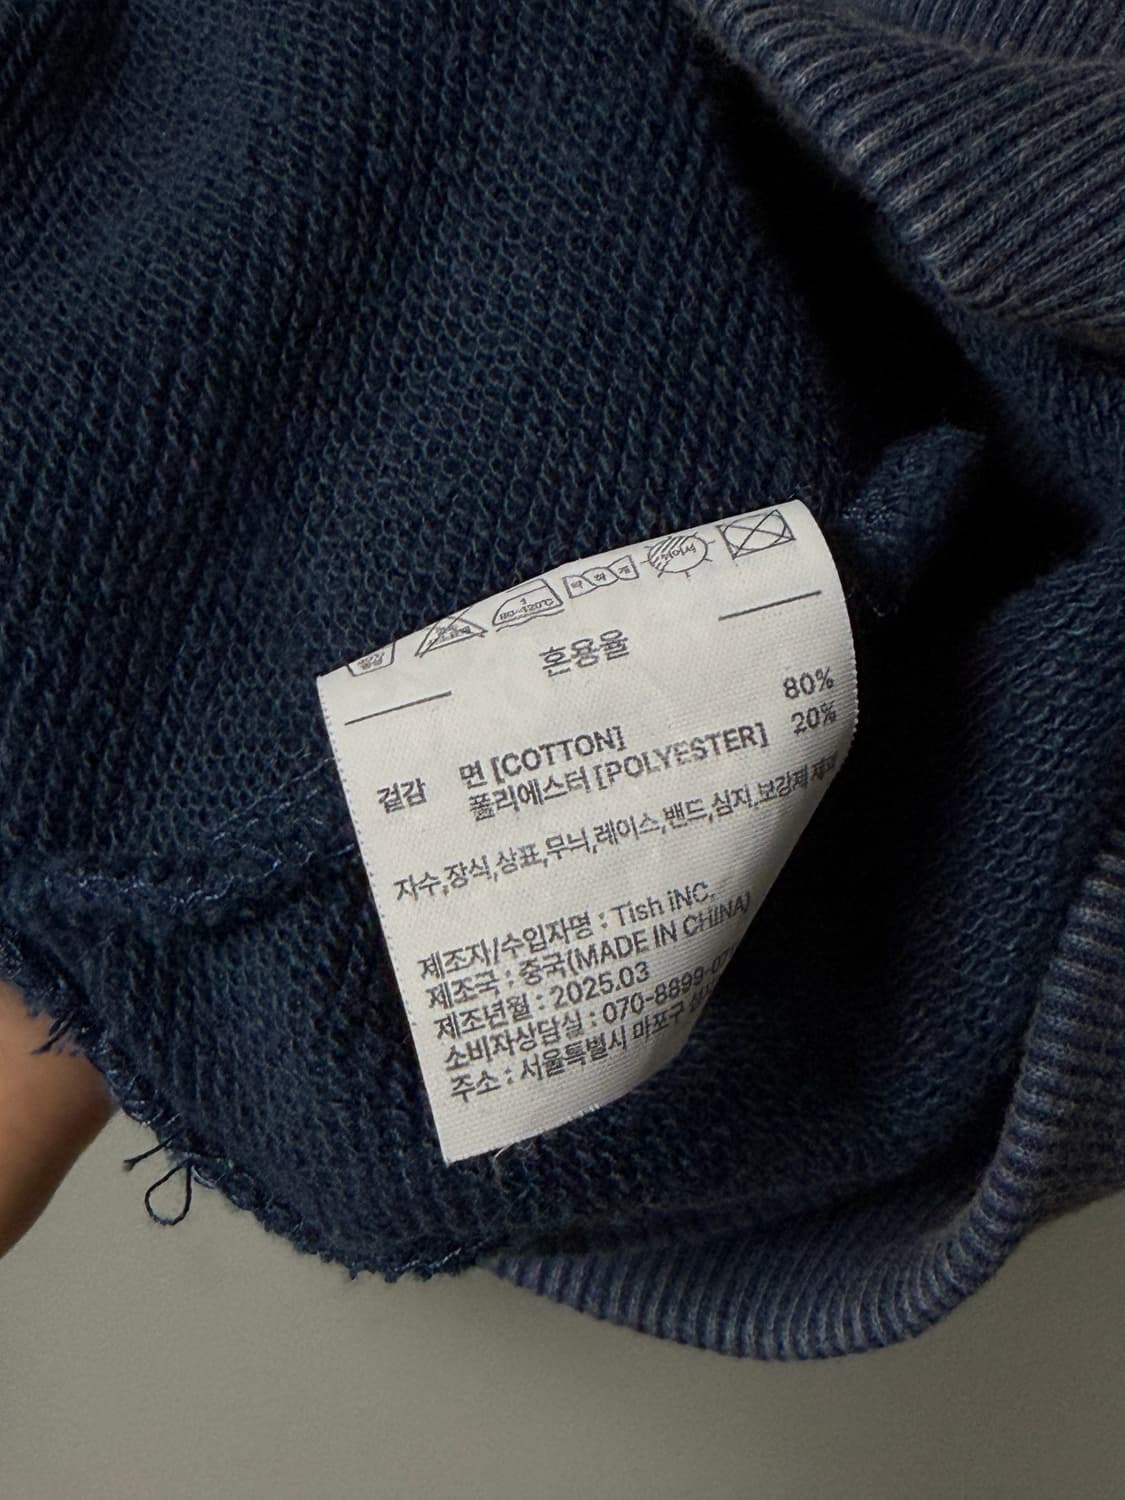 혼용율
80%
겉감 면 [COTTON]
20%
폴리에스터 [POLYESTER]
자수,장식,상표,무늬,레이스,밴드,심지,보강제 제외
제조자/수입자명 : Tish iNC.
제조국 : 중국(MADE IN CHINA)
제조년월 : 2025.03
소비자상담실 : 070-8899-07
주소 : 서울특별시 마포구